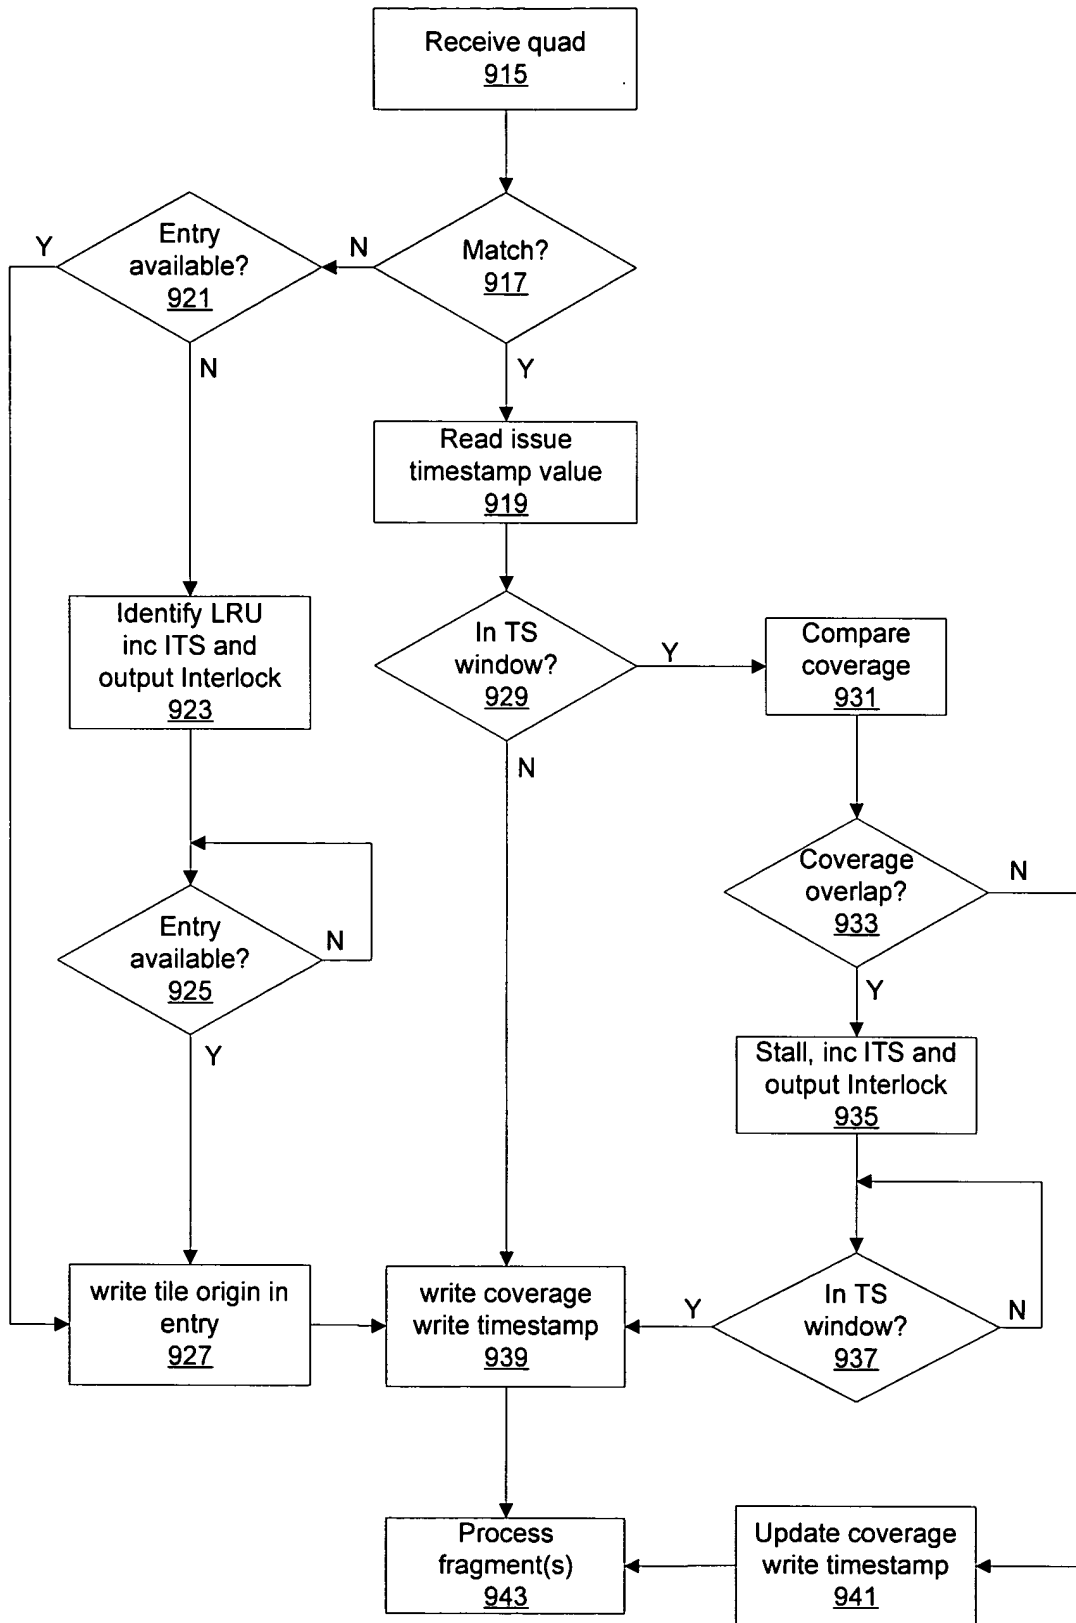 Receive quad
915
Entry
available?
921
Y
N
Match?
917
N
Y
Read issue
timestamp value
919
Identify LRU
inc ITS and
output Interlock
923
In TS
window?
929
Y
N
Compare
coverage
931
Coverage
overlap?
933
N
Y
Entry
available?
925
N
Y
Stall, inc ITS and
output Interlock
935
write tile origin in
entry
927
write coverage
write timestamp
939
Y
In TS
window?
937
N
Process
fragment(s)
943
Update coverage
write timestamp
941